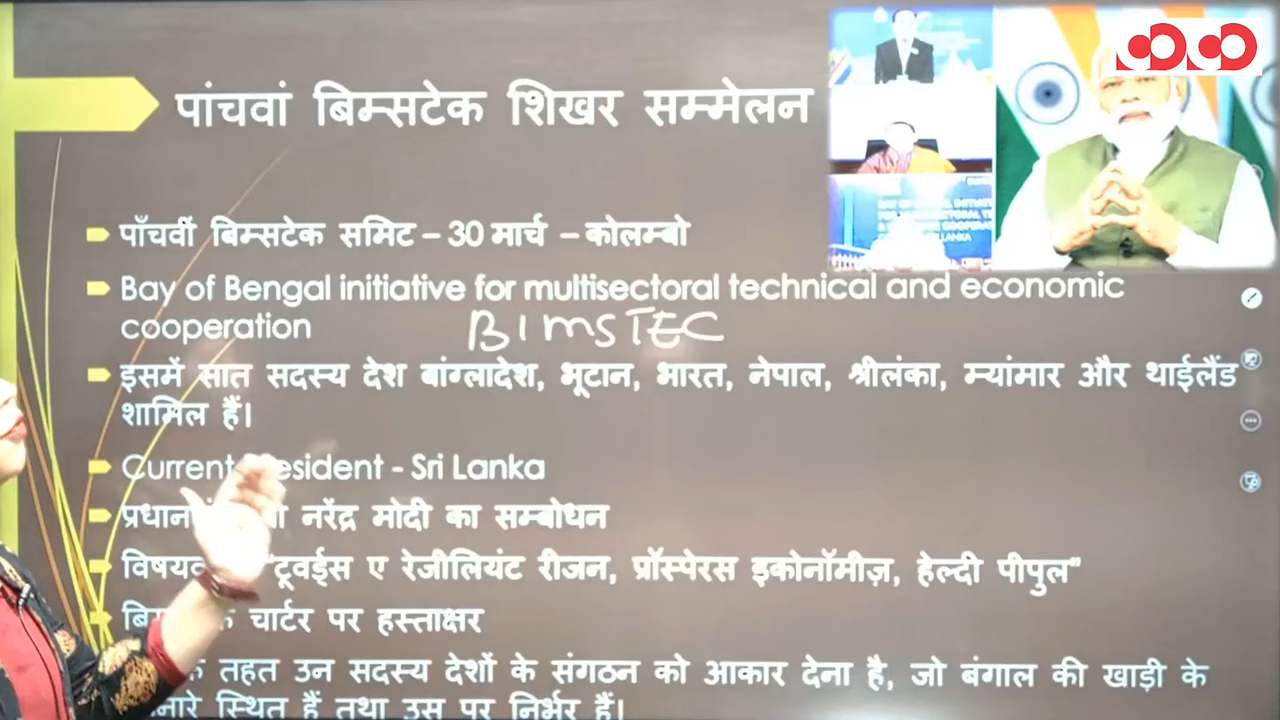 पांचवां बिम्सटेक शिखर सम्मेलन
पाँचवीं बिम्सटेक समिट – 30 मार्च – कोलम्बो
Bay of Bengal initiative for multisectoral technical and economic
cooperation
BIMSTEC
इसमें सात सदस्य देश बांग्लादेश, भूटान, भारत, नेपाल, श्रीलंका, म्यांमार और थाईलैंड
शामिल हैं।
Current - Sri Lanka
नरेंद्र मोदी का सम्बोधन
"टूवर्ड्स ए रेजीलियंट रीजन, प्रॉस्पेरस इकोनॉमीज़, हेल्दी पीपुल"
चार्टर पर हस्ताक्षर
तहत उन सदस्य देशों के संगठन को आकार देना है, जो बंगाल की खाड़ी के
स्थित हैं तथा उस पर निर्भर हैं।